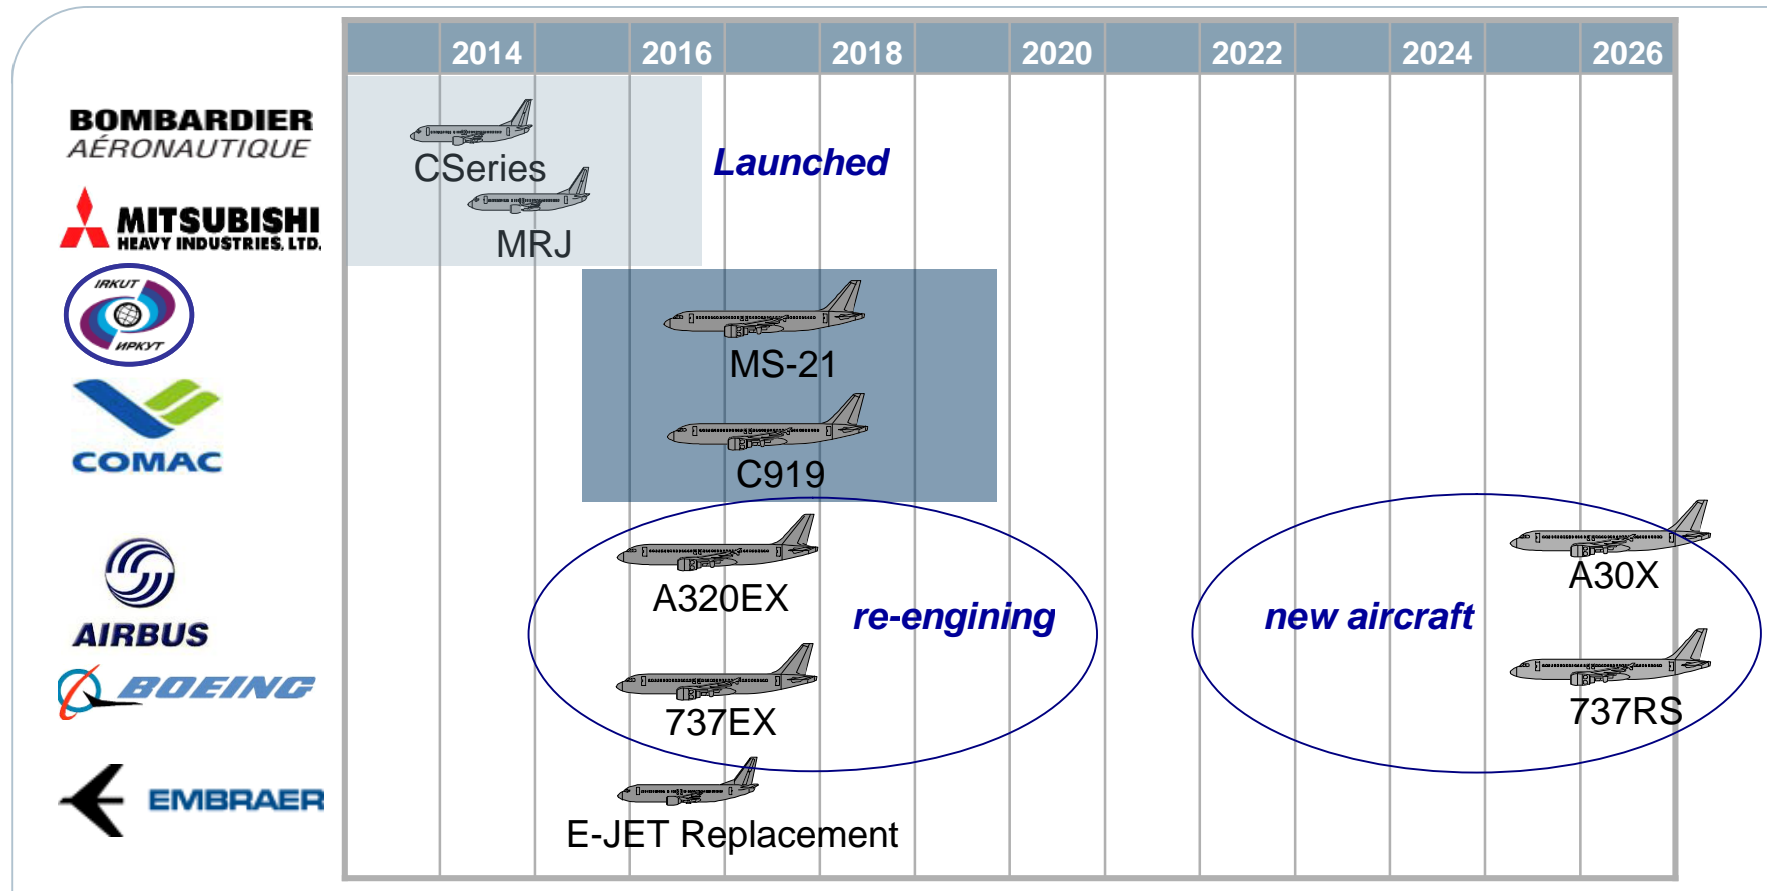 2014 2016 2018 2020 2022 2024 2026
BOMBARDIER
AÉRONAUTIQUE
CSeries
Launched
MITSUBISHI
HEAVY INDUSTRIES, LTD.
MRJ
IRKUT
ИРКУТ
MS-21
COMAC
C919
AIRBUS
A320EX
re-engining
new aircraft
A30X
BOEING
737EX
737RS
EMBRAER
E-JET Replacement